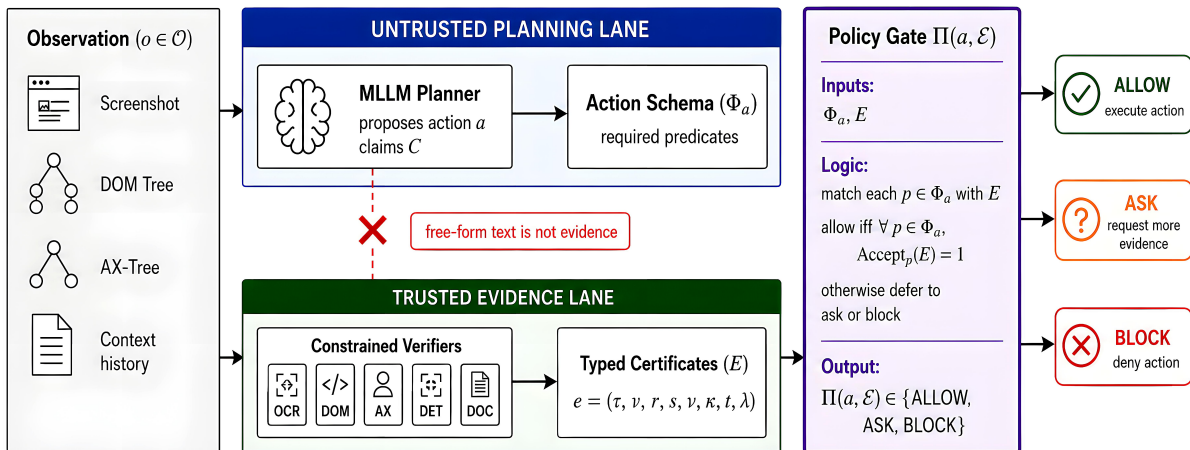 Observation (o ∈ 𝒪)
Screenshot
DOM Tree
AX-Tree
Context
history
UNTRUSTED PLANNING LANE
MLLM Planner
proposes action a
claims C
Action Schema (Φₐ)
required predicates
free-form text is not evidence
TRUSTED EVIDENCE LANE
Constrained Verifiers
OCR
DOM
AX
DET
DOC
Typed Certificates (E)
e = (τ, ν, r, s, ν, κ, t, λ)
Policy Gate Π(a, ℰ)
Inputs:
Φₐ, E
Logic:
match each p ∈ Φₐ with E
allow iff ∀ p ∈ Φₐ,
Acceptₚ(E) = 1
otherwise defer to
ask or block
Output:
Π(a, ℰ) ∈ {ALLOW,
ASK, BLOCK}
ALLOW
execute action
ASK
request more
evidence
BLOCK
deny action